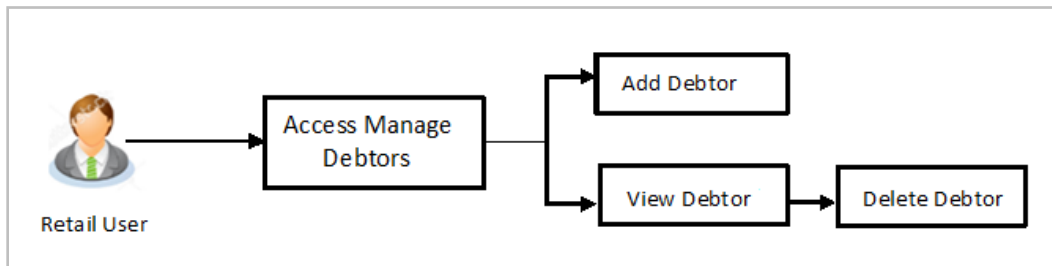 Add Debtor
Access Manage
Debtors
View Debtor
Delete Debtor
Retail User